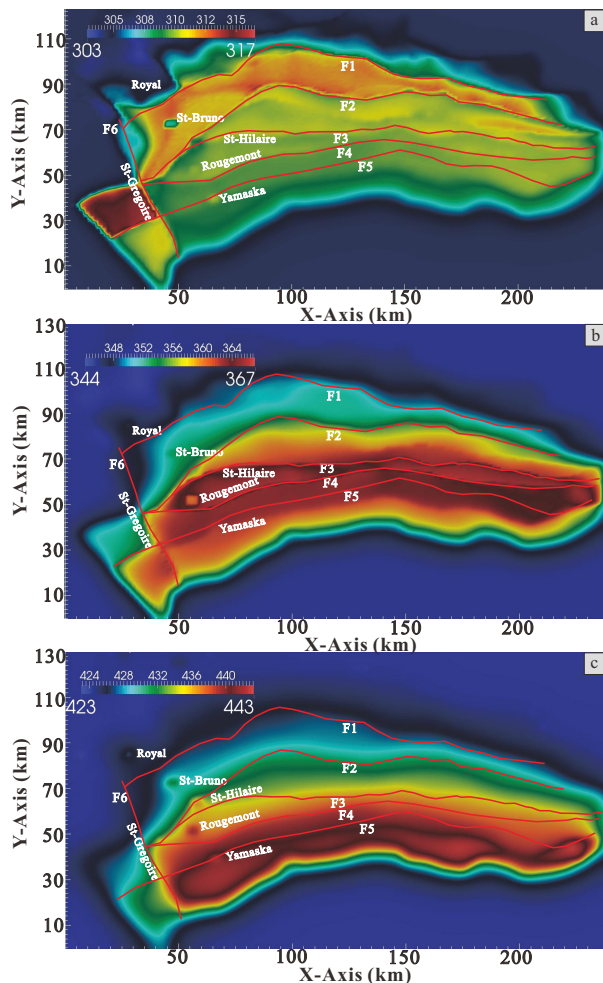 a
305 308 310 312 315
303 317
110
90
70
50
30
10
Y-Axis (km)
Royal
F1
F2
F6
St-Bruno
St-Hilaire
F3
Rougemont
F4
F5
Yamaska
St-Gregoire
50 100 150 200
X-Axis (km)
b
348 352 356 360 364
344 367
130
110
90
70
50
30
10
Y-Axis (km)
Royal
F1
F2
St-Bruno
F6
St-Hilaire
F3
Rougemont
F4
F5
Yamaska
St-Gregoire
50 100 150 200
X-Axis (km)
c
424 428 432 436 440
423 443
130
110
90
70
50
30
10
Y-Axis (km)
Royal
F1
F2
St-Bruno
F6
St-Hilaire
F3
Rougemont
F4
F5
Yamaska
St-Gregoire
50 100 150 200
X-Axis (km)